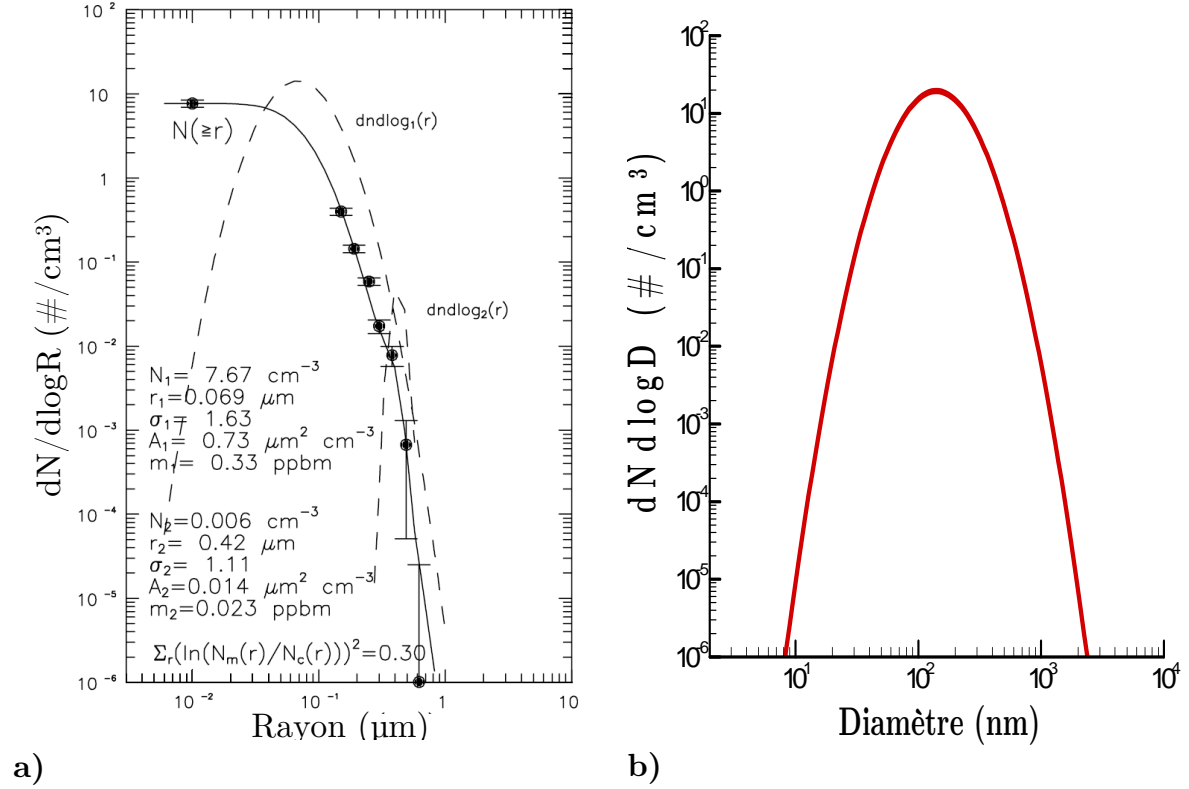 10 2
10
1
10 -1
10 -2
10 -3
10 -4
10 -5
10 -6
dN/dlogR (#/cm3)
N(≧r)
dndlog1(r)
dndlog2(r)
N1= 7.67 cm-3
r1=0.069 μm
σ1= 1.63
A1= 0.73 μm2 cm-3
m1= 0.33 ppbm
N2=0.006 cm-3
r2= 0.42 μm
σ2= 1.11
A2=0.014 μm2 cm-3
m2=0.023 ppbm
Σr(ln(Nm(r)/Nc(r)))2=0.30
10 -2 10 -1 1 10
Rayon (µm)
a)
10 2
10 1
10 0
10 -1
10 -2
10 -3
10 -4
10 -5
10 -6
dN dlogD (#/cm3)
10 1 10 2 10 3 10 4
Diamètre (nm)
b)